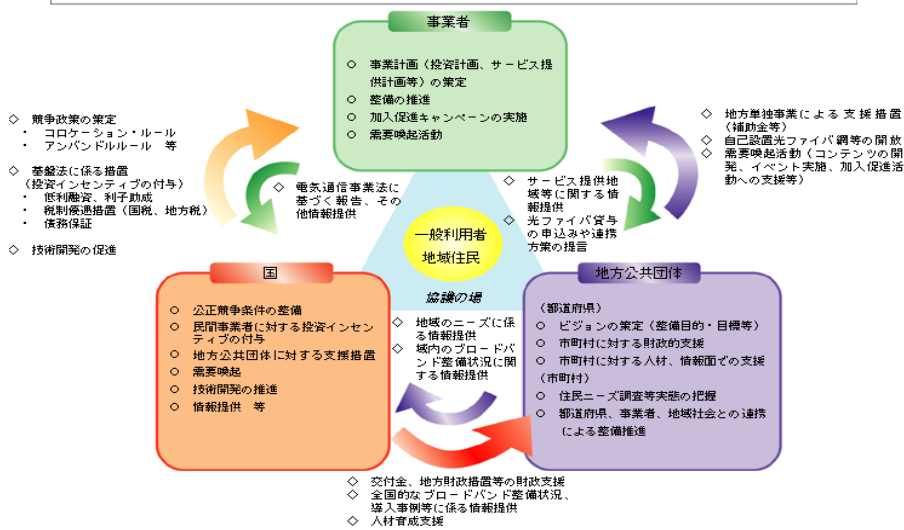 事業者
○ 事業計画（投資計画、サービス提
供計画等）の策定
○ 整備の推進
○ 加入促進キャンペーンの実施
○ 需要喚起活動
◇ 競争政策の策定
・ コロケーション・ルール
・ アンバンドルルール 等
◇ 基盤法に係る措置
（投資インセンティブの付与）
・ 低利融資、利子助成
・ 税制優遇措置（国税、地方税）
・ 債務保証
◇ 技術開発の促進
◇ 電気通信事業法に
基づく報告、その
他情報提供
◇ サービス提供地
域等に関する情
報提供
◇ 光ファイバ貸与
の申込みや連携
方策の提言
◇ 地方単独事業による支援措置
（補助金等）
◇ 自己設置光ファイバ網等の開放
◇ 需要喚起活動（コンテンツの開
発、イベント実施、加入促進活
動への支援等）
一般利用者
地域住民
協議の場
国
○ 公正競争条件の整備
○ 民間事業者に対する投資インセン
ティブの付与
○ 地方公共団体に対する支援措置
○ 需要喚起
○ 技術開発の推進
○ 情報提供 等
◇ 地域のニーズに係
る情報提供
◇ 域内のブロードバ
ンド整備状況に関
する情報提供
地方公共団体
（都道府県）
○ ビジョンの策定（整備目的・目標等）
○ 市町村に対する財政的支援
○ 市町村に対する人材、情報面での支援
（市町村）
○ 住民ニーズ調査等実態の把握
○ 都道府県、事業者、地域社会との連携
による整備推進
◇ 交付金、地方財政措置等の財政支援
◇ 全国的なブロードバンド整備状況、
導入事例等に係る情報提供
◇ 人材育成支援